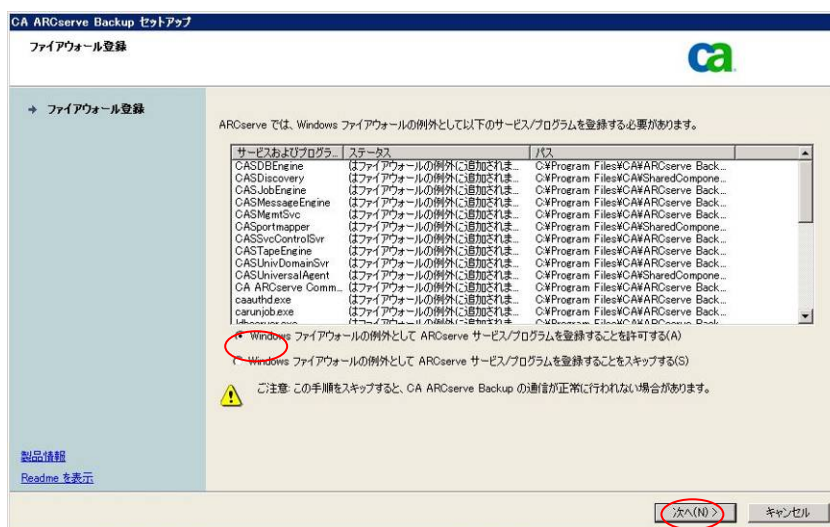 CA ARCserve Backup セットアップ
ファイアウォール登録
ca
ファイアウォール登録
ARCserve では、Windows ファイアウォールの例外として以下のサービス/プログラムを登録する必要があります。
サービスおよびプログラ... ステータス パス
CASDBEngine はファイアウォールの例外に追加されま... C:¥Program Files¥CA¥ARCserve Back...
CASDiscovery はファイアウォールの例外に追加されま... C:¥Program Files¥CA¥SharedCompone...
CASJobEngine はファイアウォールの例外に追加されま... C:¥Program Files¥CA¥ARCserve Back...
CASMessageEngine はファイアウォールの例外に追加されま... C:¥Program Files¥CA¥ARCserve Back...
CASMgmtSvc はファイアウォールの例外に追加されま... C:¥Program Files¥CA¥ARCserve Back...
CASportmapper はファイアウォールの例外に追加されま... C:¥Program Files¥CA¥SharedCompone...
CASSvcControlSvr はファイアウォールの例外に追加されま... C:¥Program Files¥CA¥ARCserve Back...
CASTapeEngine はファイアウォールの例外に追加されま... C:¥Program Files¥CA¥ARCserve Back...
CASUnivDomainSvr はファイアウォールの例外に追加されま... C:¥Program Files¥CA¥ARCserve Back...
CASUniversalAgent はファイアウォールの例外に追加されま... C:¥Program Files¥CA¥SharedCompone...
CA ARCserve Comm... はファイアウォールの例外に追加されま... C:¥Program Files¥CA¥ARCserve Back...
caauthd.exe はファイアウォールの例外に追加されま... C:¥Program Files¥CA¥ARCserve Back...
carunjob.exe はファイアウォールの例外に追加されま... C:¥Program Files¥CA¥ARCserve Back...
はファイアウォールの例外に追加されま... C:¥Program Files¥CA¥ARCserve Back...
Windows ファイアウォールの例外として ARCserve サービス/プログラムを登録することを許可する(A)
Windows ファイアウォールの例外として ARCserve サービス/プログラムを登録することをスキップする(S)
ご注意: この手順をスキップすると、CA ARCserve Backup の通信が正常に行われない場合があります。
製品情報
Readme を表示
次へ(N) > キャンセル